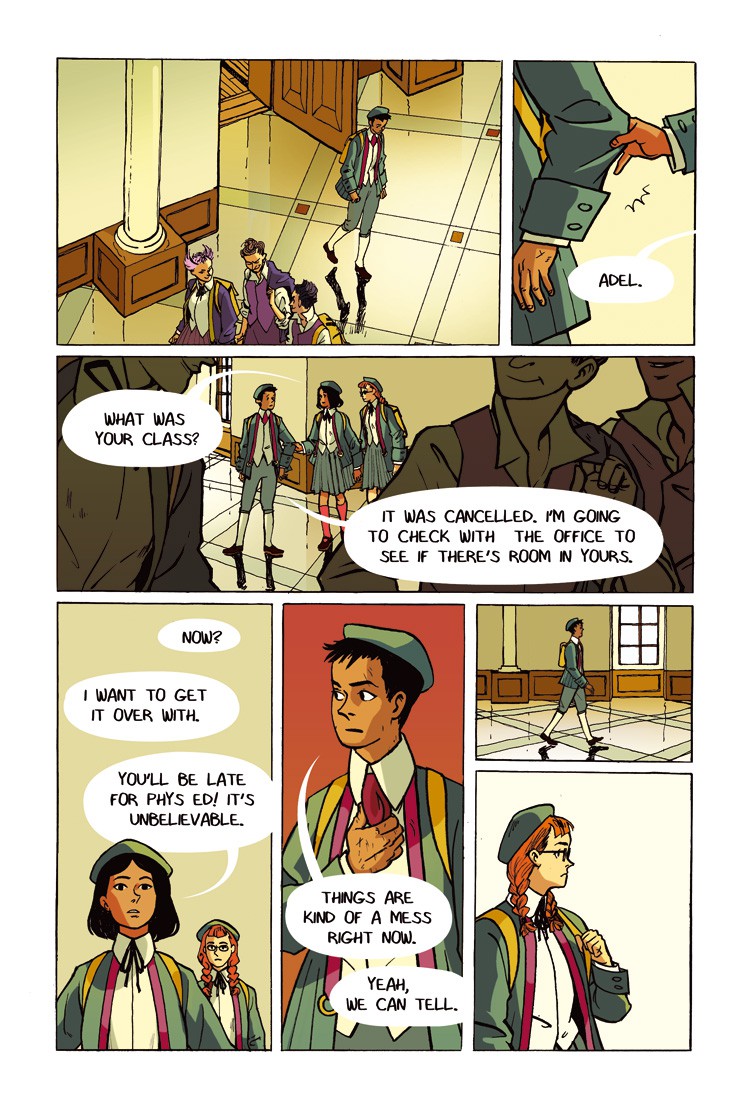 ADEL.
WHAT WAS
YOUR CLASS?
IT WAS CANCELLED. I'M GOING
TO CHECK WITH THE OFFICE TO
SEE IF THERE'S ROOM IN YOURS.
NOW?
I WANT TO GET
IT OVER WITH.
YOU'LL BE LATE
FOR PHYS ED! IT'S
UNBELIEVABLE.
THINGS ARE
KIND OF A MESS
RIGHT NOW.
YEAH,
WE CAN TELL.